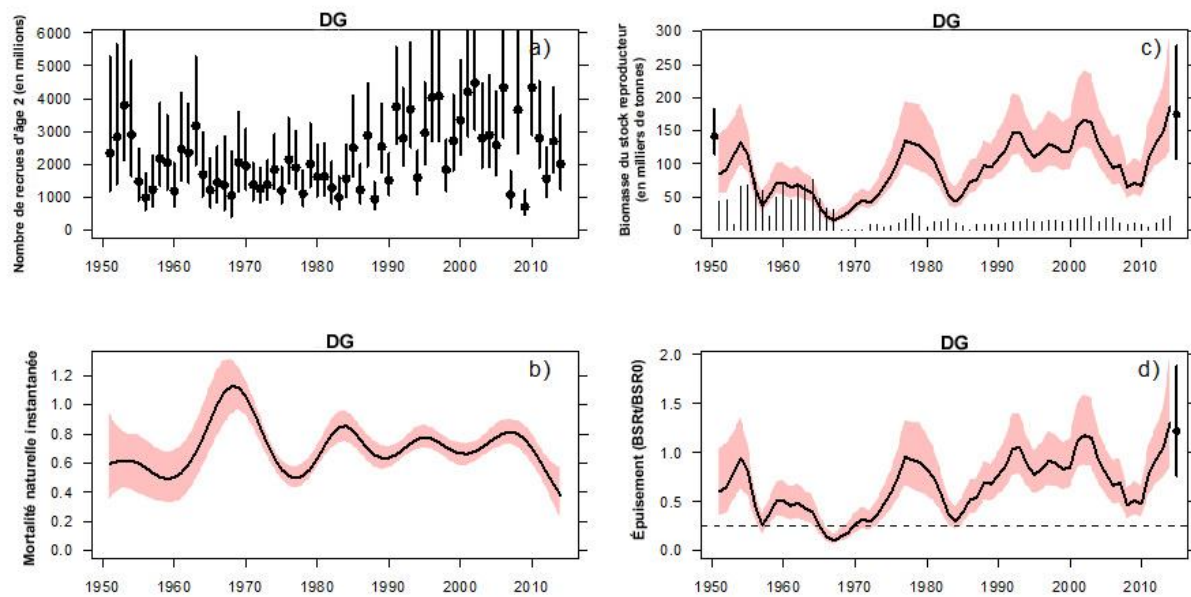 DG
a)
Nombre de recrues d'âge 2 (en millions)
6000
5000
4000
3000
2000
1000
0
1950 1960 1970 1980 1990 2000 2010
DG
c)
Biomasse du stock reproducteur
(en milliers de tonnes)
300
250
200
150
100
50
0
1950 1960 1970 1980 1990 2000 2010
DG
b)
Mortalité naturelle instantanée
1.2
1.0
0.8
0.6
0.4
0.2
0.0
1950 1960 1970 1980 1990 2000 2010
DG
d)
Épuisement (BSRt/BSR0)
2.0
1.5
1.0
0.5
0.0
1950 1960 1970 1980 1990 2000 2010